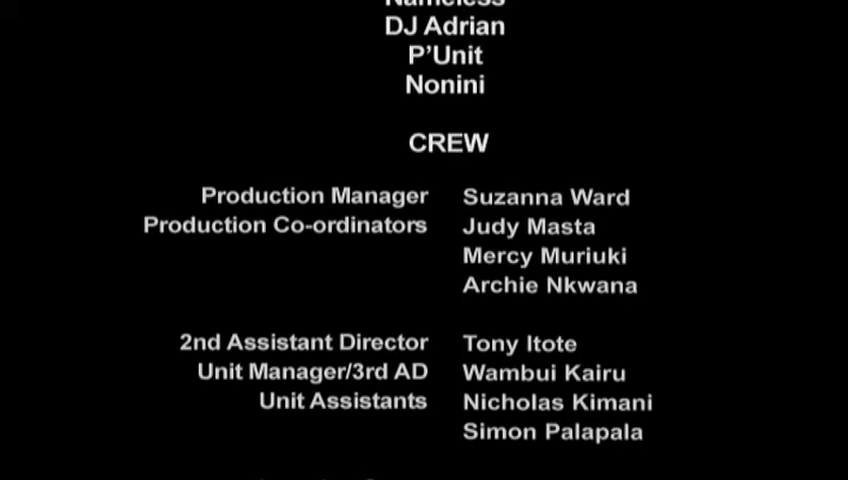 Nameless
DJ Adrian
P'Unit
Nonini
CREW
Production Manager Suzanna Ward
Production Co-ordinators Judy Masta
Mercy Muriuki
Archie Nkwana
2nd Assistant Director Tony Itote
Unit Manager/3rd AD Wambui Kairu
Unit Assistants Nicholas Kimani
Simon Palapala